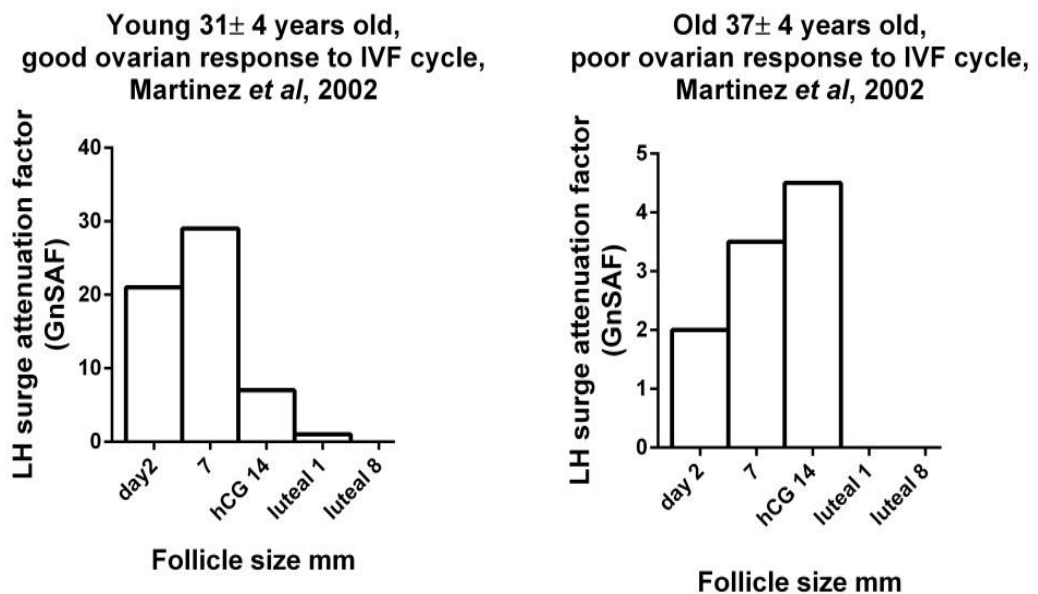 Young 31± 4 years old,
good ovarian response to IVF cycle,
Martinez et al, 2002
LH surge attenuation factor
(GnSAF)
40
30
20
10
0
day2
7
hCG 14
luteal 1
luteal 8
Follicle size mm
Old 37± 4 years old,
poor ovarian response to IVF cycle,
Martinez et al, 2002
LH surge attenuation factor
(GnSAF)
5
4
3
2
1
0
day 2
7
hCG 14
luteal 1
luteal 8
Follicle size mm